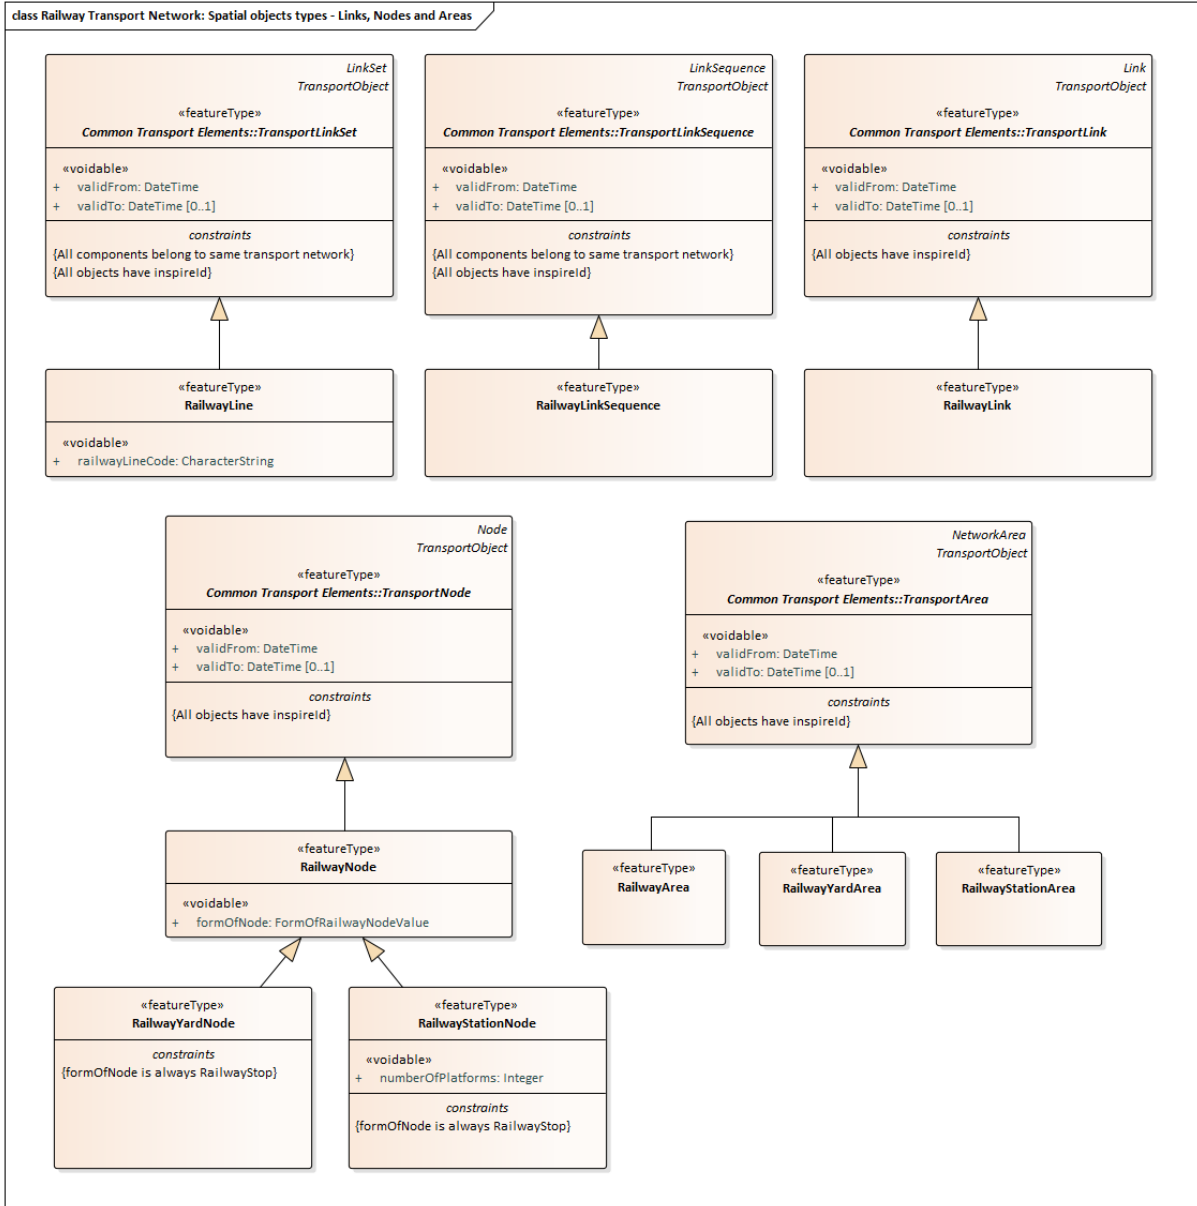 class Railway Transport Network: Spatial objects types - Links, Nodes and Areas
LinkSet
TransportObject
«featureType»
Common Transport Elements::TransportLinkSet
«voidable»
+ validFrom: DateTime
+ validTo: DateTime [0..1]
constraints
{All components belong to same transport network}
{All objects have inspireId}
LinkSequence
TransportObject
«featureType»
Common Transport Elements::TransportLinkSequence
«voidable»
+ validFrom: DateTime
+ validTo: DateTime [0..1]
constraints
{All components belong to same transport network}
{All objects have inspireId}
Link
TransportObject
«featureType»
Common Transport Elements::TransportLink
«voidable»
+ validFrom: DateTime
+ validTo: DateTime [0..1]
constraints
{All objects have inspireId}
«featureType»
RailwayLine
«voidable»
+ railwayLineCode: CharacterString
«featureType»
RailwayLinkSequence
«featureType»
RailwayLink
Node
TransportObject
«featureType»
Common Transport Elements::TransportNode
«voidable»
+ validFrom: DateTime
+ validTo: DateTime [0..1]
constraints
{All objects have inspireId}
NetworkArea
TransportObject
«featureType»
Common Transport Elements::TransportArea
«voidable»
+ validFrom: DateTime
+ validTo: DateTime [0..1]
constraints
{All objects have inspireId}
«featureType»
RailwayNode
«voidable»
+ formOfNode: FormOfRailwayNodeValue
«featureType»
RailwayArea
«featureType»
RailwayYardArea
«featureType»
RailwayStationArea
«featureType»
RailwayYardNode
constraints
{formOfNode is always RailwayStop}
«featureType»
RailwayStationNode
«voidable»
+ numberOfPlatforms: Integer
constraints
{formOfNode is always RailwayStop}